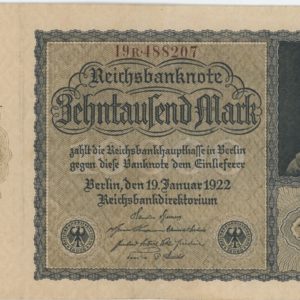 19R·488207
Reichsbanknote
Zehntausend Mark
zahlt die Reichsbankhauptkasse in Berlin
gegen diese Banknote dem Einlieferer
Berlin, den 19. Januar 1922
Reichsbankdirektorium